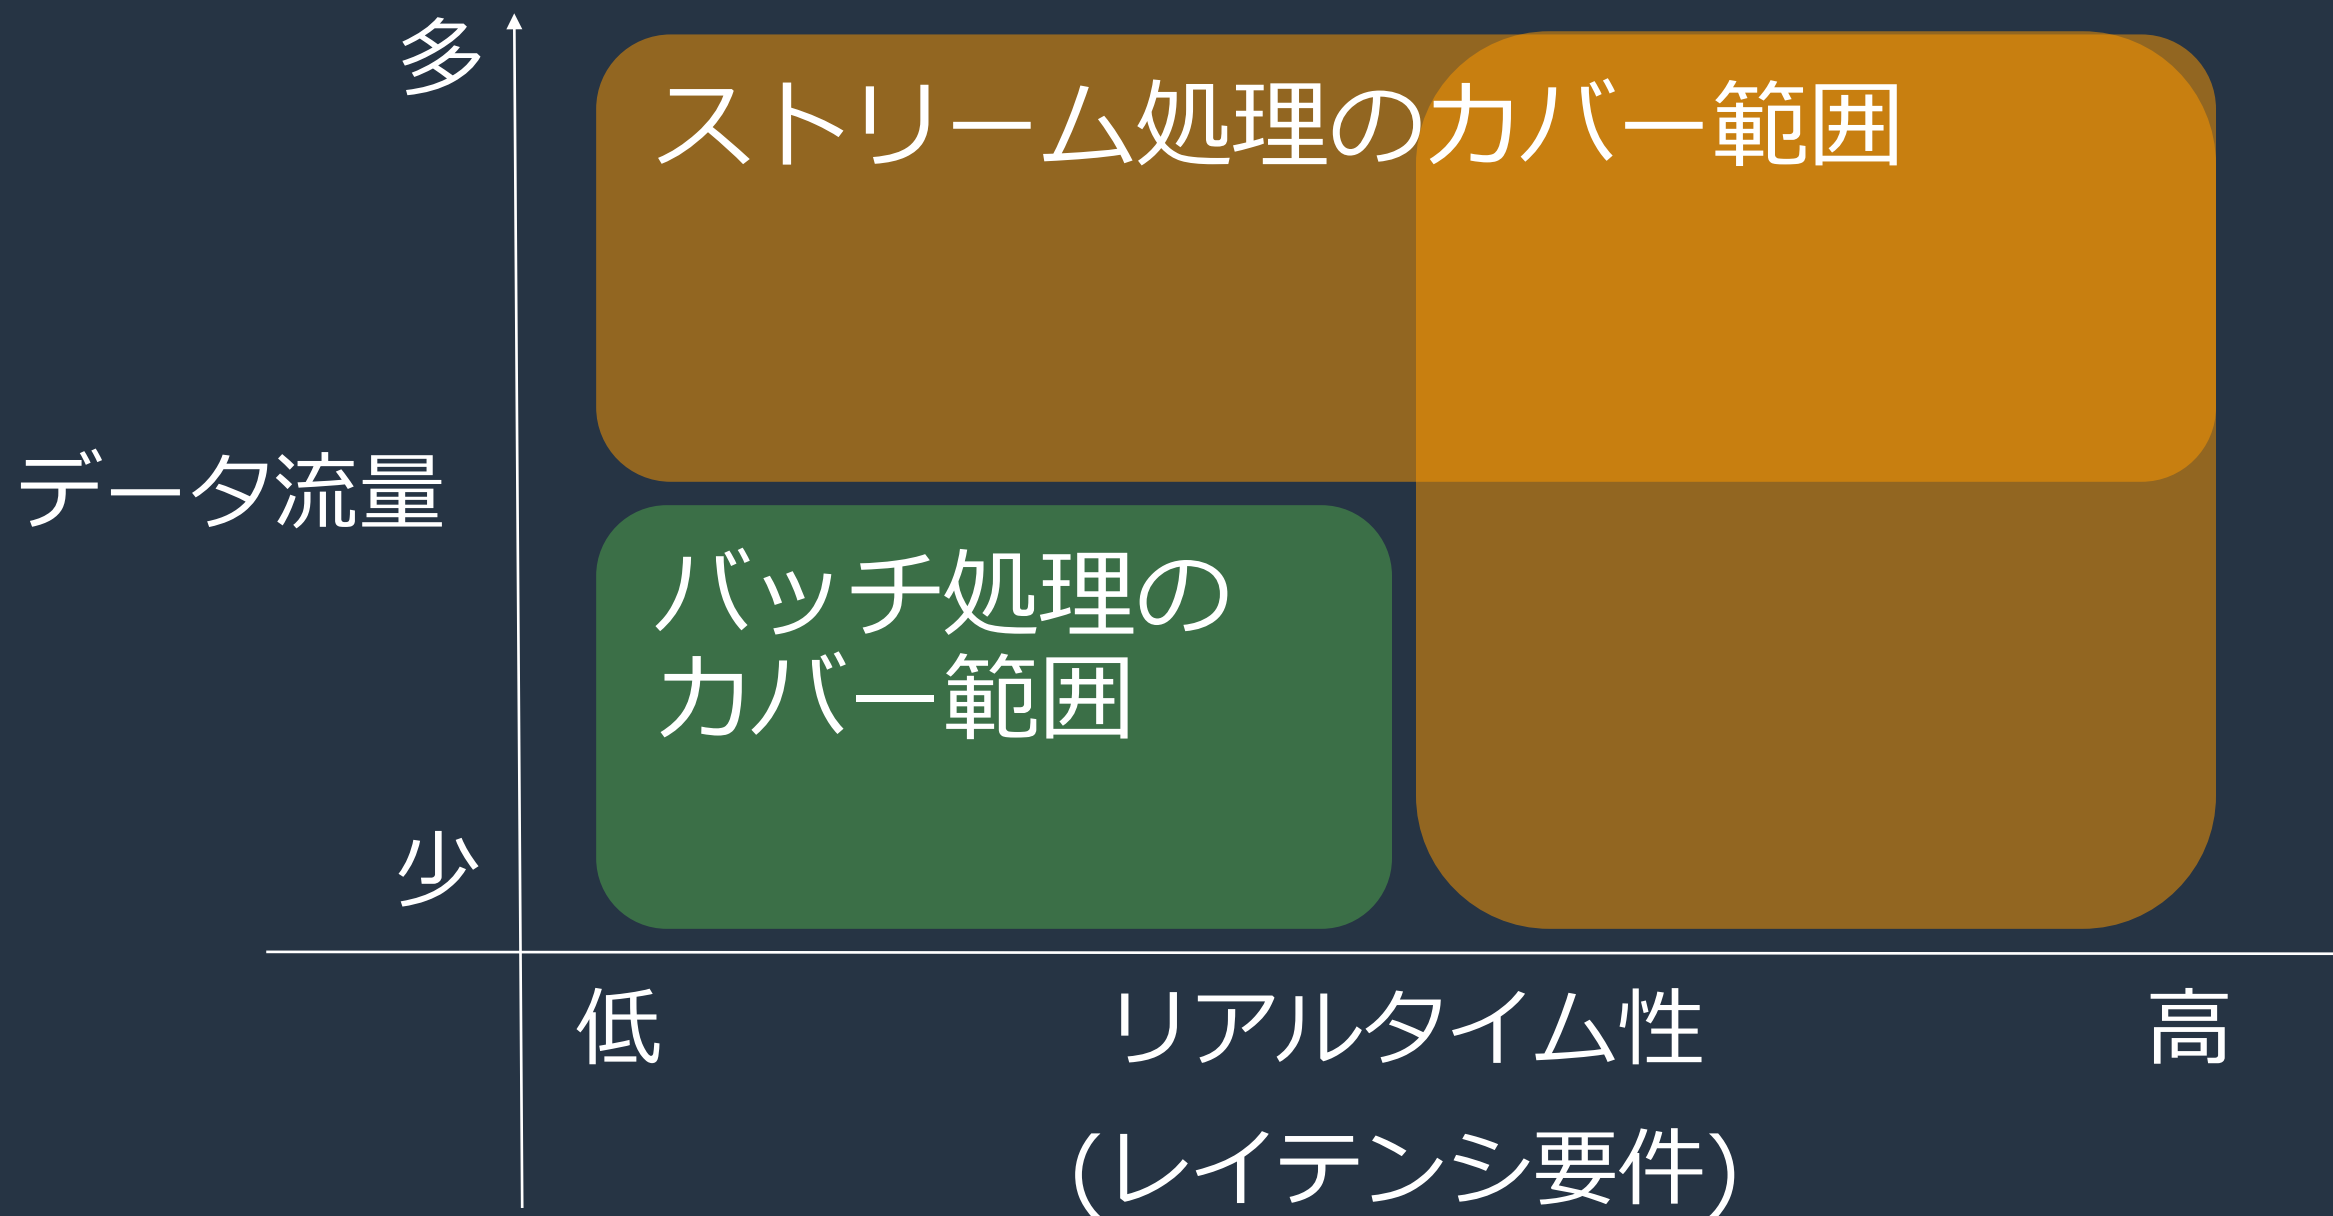 多
ストリーム処理のカバー範囲
データ流量
バッチ処理の
カバー範囲
少
低
リアルタイム性
高
(レイテンシ要件)